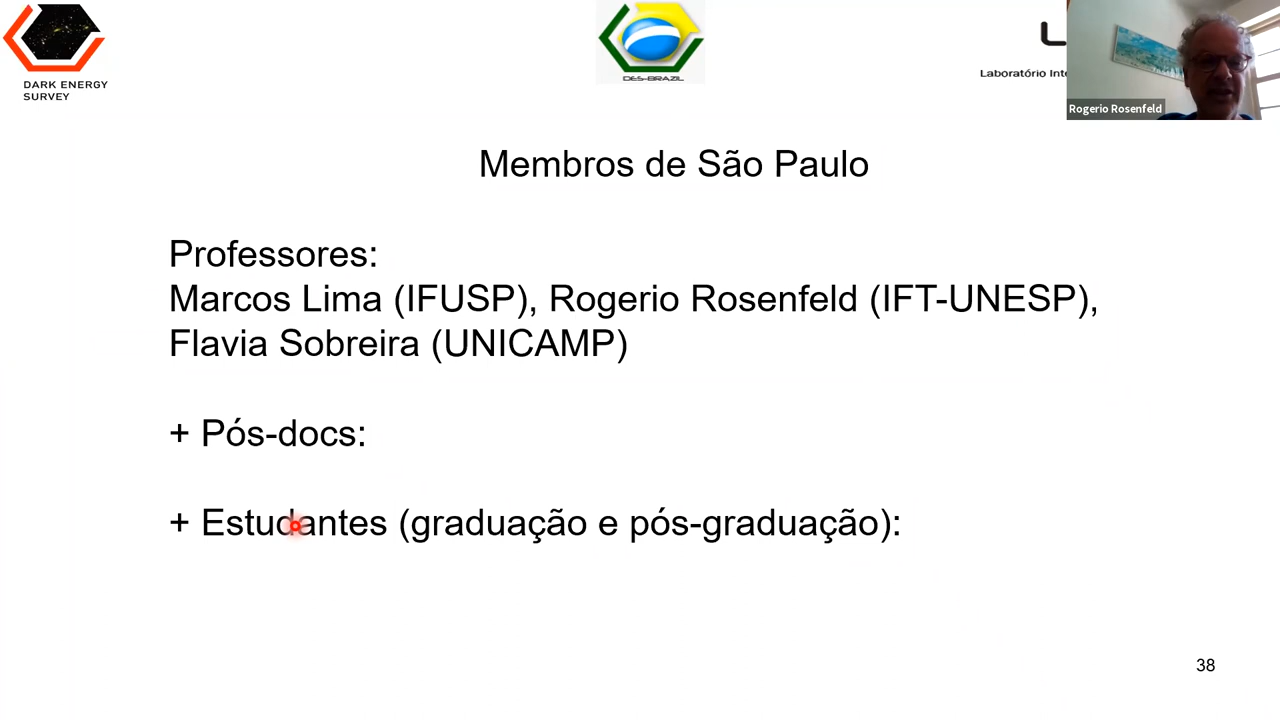 DARK ENERGY
SURVEY
DES-BRAZIL
Laboratório
Rogerio Rosenfeld
Membros de São Paulo
Professores:
Marcos Lima (IFUSP), Rogerio Rosenfeld (IFT-UNESP),
Flavia Sobreira (UNICAMP)
+ Pós-docs:
+ Estudantes (graduação e pós-graduação):
38